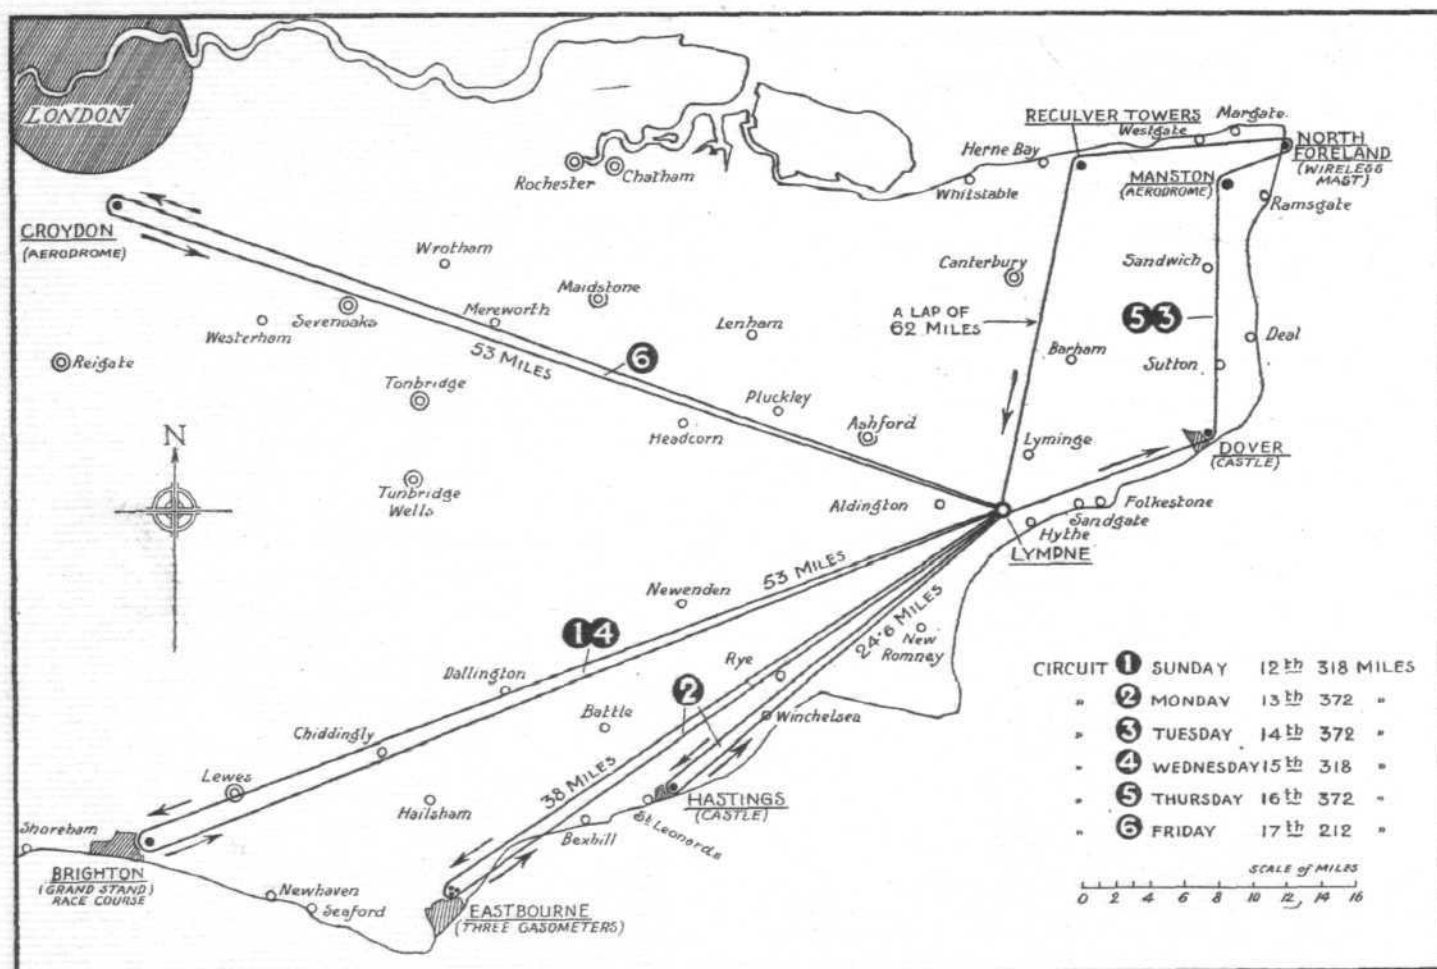 LONDON
RECULVER TOWERS
Westgate
Margate.
NORTH
FORELAND
(WIRELESS
MAST)
Herne Bay
Rochester
Chatham
Whitstable
MANSTON
(AERODROME)
Ramsgate
CROYDON
(AERODROME)
Wrotham
Canterbury
Sandwich
Maidstone
Mereworth
Sevenoaks
Westerham
Lenham
A LAP OF
62 MILES
5 3
Deal
Reigate
53 MILES
6
Barham
Sutton
Tonbridge
Pluckley
Headcorn
Ashford
N
Lyminge
DOVER
(CASTLE)
Tunbridge
Wells
Aldington
Folkestone
Sandgate
Hythe
LYMPNE
53 MILES
Newenden
24·6 MILES
New
Romney
1 4
Rye
Dallington
2
Battle
Winchelsea
Chiddingly
Lewes
38 MILES
Hailsham
HASTINGS
(CASTLE)
St Leonards
Bexhill
Shoreham
BRIGHTON
(GRAND STAND)
RACE COURSE
Newhaven
Seaford
EASTBOURNE
(THREE GASOMETERS)
CIRCUIT 1 SUNDAY 12th 318 MILES
" 2 MONDAY 13th 372 "
" 3 TUESDAY 14th 372 "
" 4 WEDNESDAY 15th 318 "
" 5 THURSDAY 16th 372 "
" 6 FRIDAY 17th 212 "
SCALE of MILES
0 2 4 6 8 10 12, 14 16